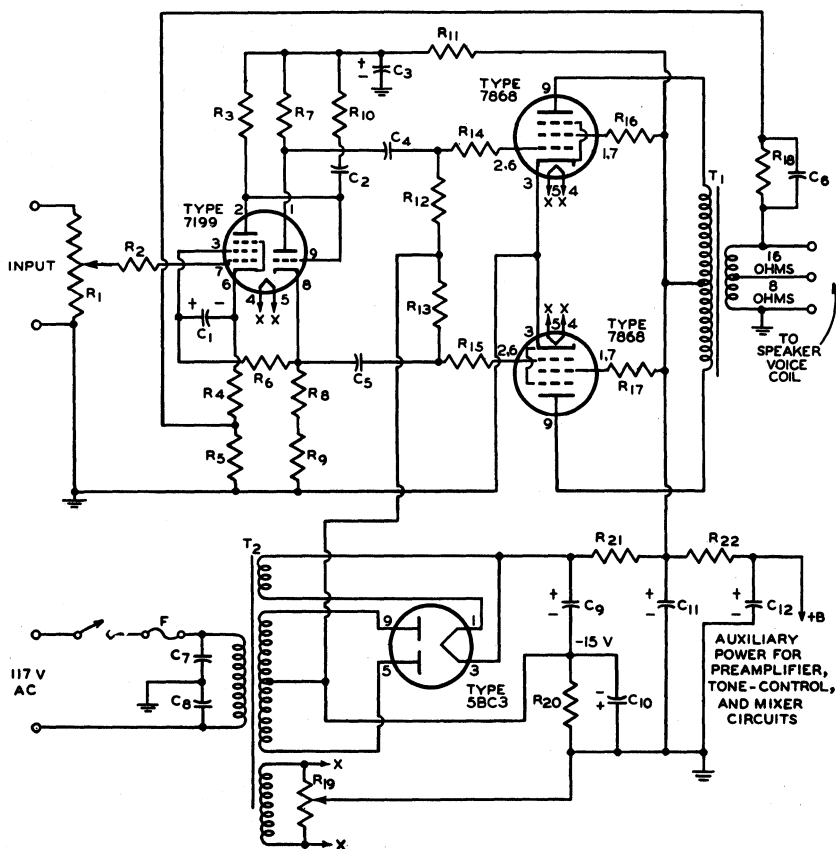 R11
+
-
C3
TYPE
7868
9
R3
R7
R10
C4
R14
R16
2,6
1,7
3
5
4
X X
R18
C6
T1
C2
TYPE
7199
2
1
R12
3
7
9
6
4
5
8
X X
INPUT
R2
R1
+
-
C1
R13
16
OHMS
8
OHMS
TO
SPEAKER
VOICE
COIL
X X
3
5
4
TYPE
7868
R6
C5
R15
2,6
1,7
R17
R4
R8
9
R5
R9
T2
R21
R22
+
-
C9
+
-
C11
+
-
C12
+B
9
1
5
3
TYPE
5BC3
-15 V
F
C7
C8
117 V
AC
R20
-
+
C10
AUXILIARY
POWER FOR
PREAMPLIFIER,
TONE-CONTROL,
AND MIXER
CIRCUITS
X
R19
X